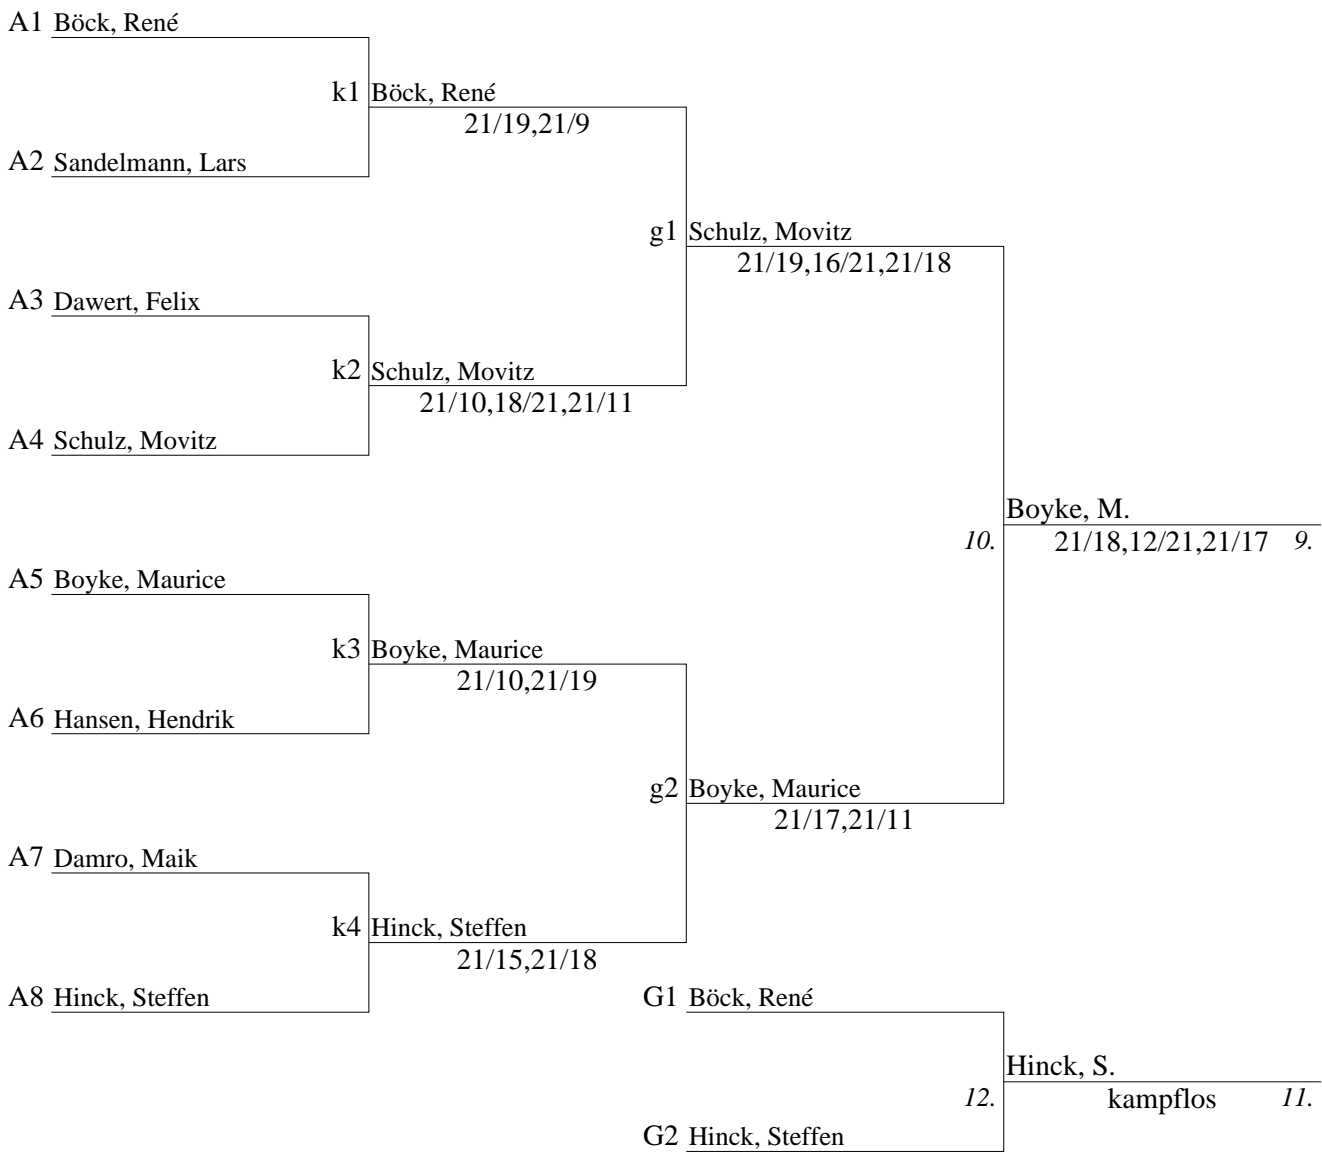 A1 Böck, René
k1 Böck, René
21/19,21/9
A2 Sandelmann, Lars
g1 Schulz, Movitz
21/19,16/21,21/18
A3 Dawert, Felix
k2 Schulz, Movitz
21/10,18/21,21/11
A4 Schulz, Movitz
Boyke, M.
10. 21/18,12/21,21/17 9.
A5 Boyke, Maurice
k3 Boyke, Maurice
21/10,21/19
A6 Hansen, Hendrik
g2 Boyke, Maurice
21/17,21/11
A7 Damro, Maik
k4 Hinck, Steffen
21/15,21/18
A8 Hinck, Steffen
G1 Böck, René
Hinck, S.
12. kampflos 11.
G2 Hinck, Steffen